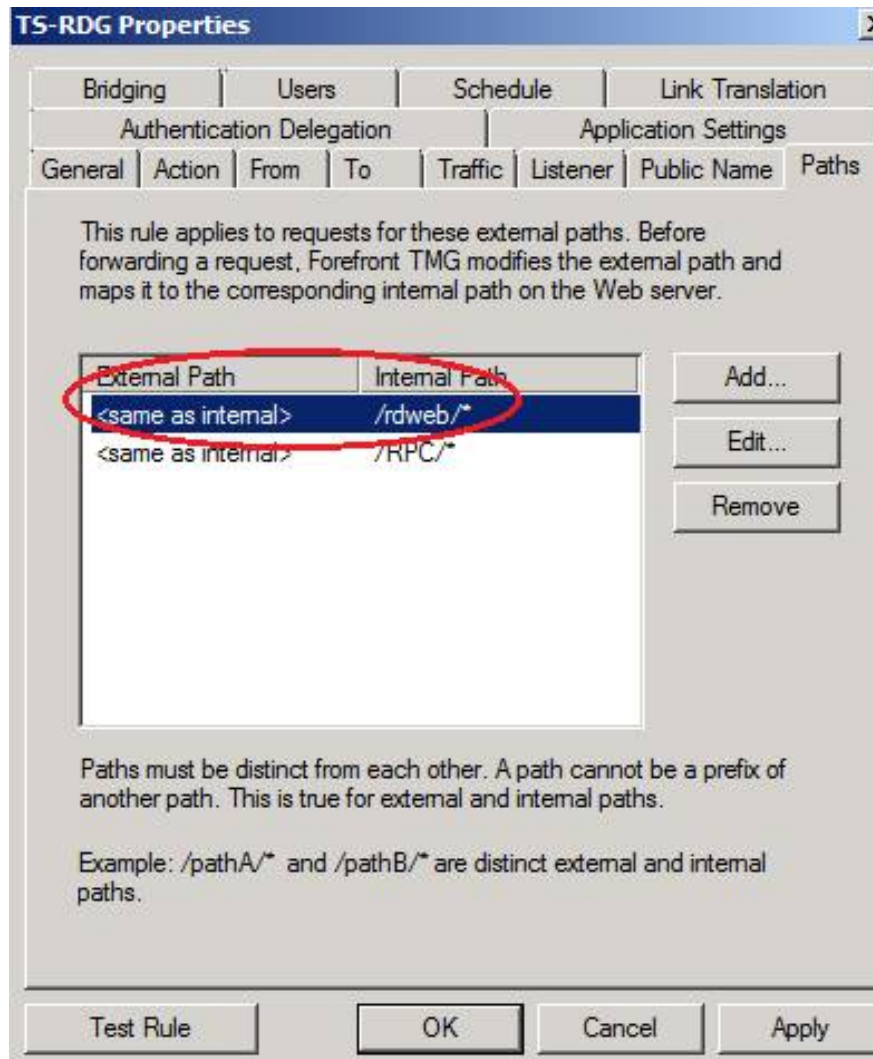 TS-RDG Properties
Bridging Users Schedule Link Translation
Authentication Delegation Application Settings
General Action From To Traffic Listener Public Name Paths
This rule applies to requests for these external paths. Before
forwarding a request, Forefront TMG modifies the external path and
maps it to the corresponding internal path on the Web server.
External Path Internal Path
<same as internal> /rdweb/*
<same as internal> /RPC/*
Add...
Edit...
Remove
Paths must be distinct from each other. A path cannot be a prefix of
another path. This is true for external and internal paths.
Example: /pathA/* and /pathB/* are distinct external and internal
paths.
Test Rule OK Cancel Apply